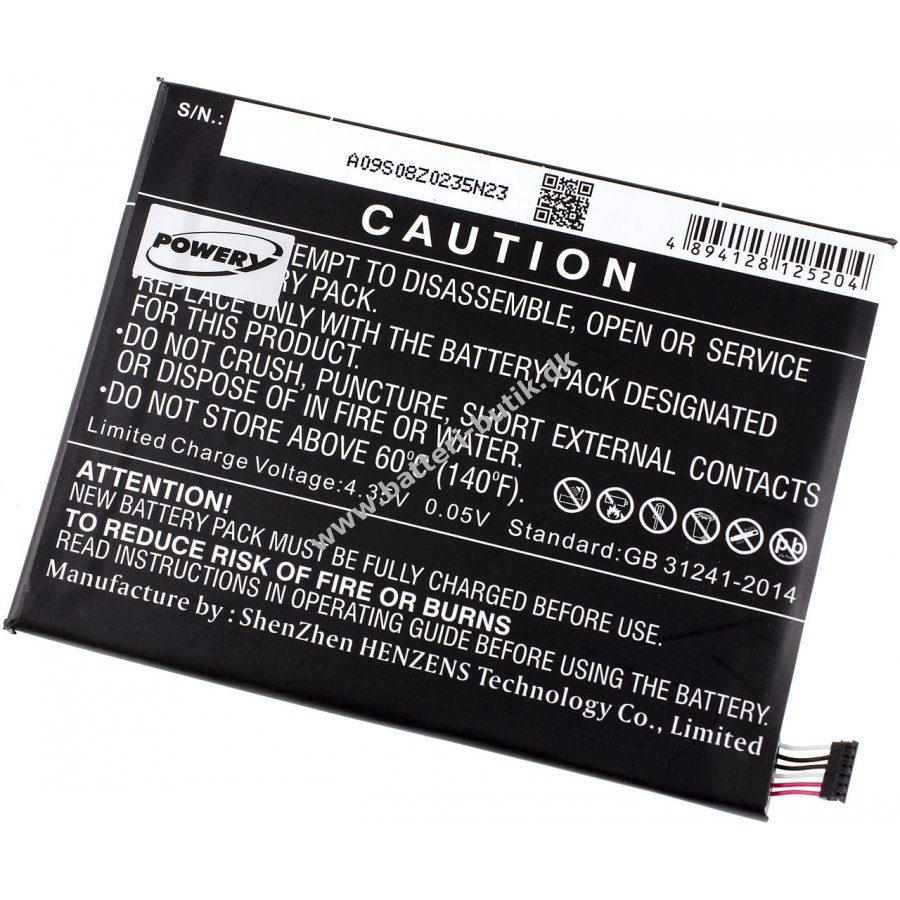 S/N.:
A09S08Z0235N23
4 894128 125204
CAUTION
POWERY
EMPT TO DISASSEMBLE, OPEN OR SERVICE
BATTERY PACK.
REPLACE ONLY WITH THE BATTERY PACK DESIGNATED
FOR THIS PRODUCT.
•DO NOT CRUSH, PUNCTURE, SHORT EXTERNAL CONTACTS
OR DISPOSE OF IN FIRE OR WATER.
•DO NOT STORE ABOVE 60°C (140°F).
Limited Charge Voltage: 4.35V 0.05V
Standard: GB 31241-2014
Pb
ATTENTION!
NEW BATTERY PACK MUST BE FULLY CHARGED BEFORE USE.
TO REDUCE RISK OF FIRE OR BURNS
READ INSTRUCTION OPERATING GUIDE BEFORE USING THE BATTERY.
Manufacture by : ShenZhen HENZENS Technology Co., Limited
www.batteri-butik.dk